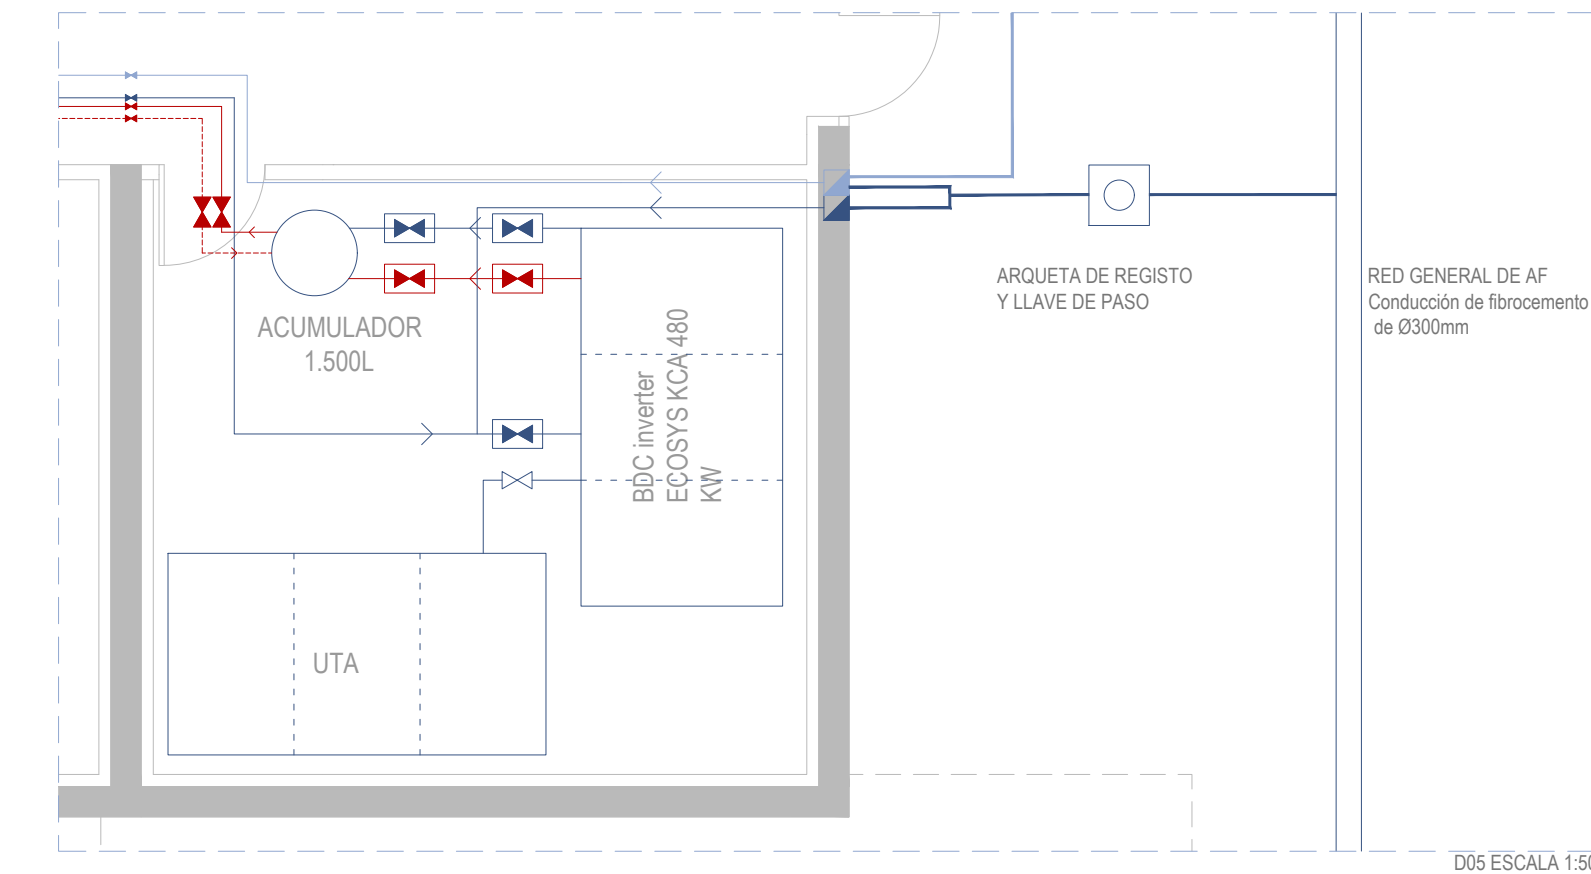 ARQUETA DE REGISTO
Y LLAVE DE PASO
RED GENERAL DE AF
Conducción de fibrocemento
de Ø300mm
ACUMULADOR
1.500L
BDC inverter
ECOSYS KCA 480
KW
UTA
D05 ESCALA 1:50